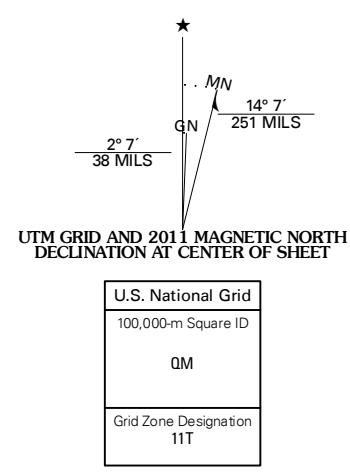 ★
MN
GN
14° 7´
251 MILS
2° 7´
38 MILS
UTM GRID AND 2011 MAGNETIC NORTH
DECLINATION AT CENTER OF SHEET
U.S. National Grid
100,000-m Square ID
QM
Grid Zone Designation
11T